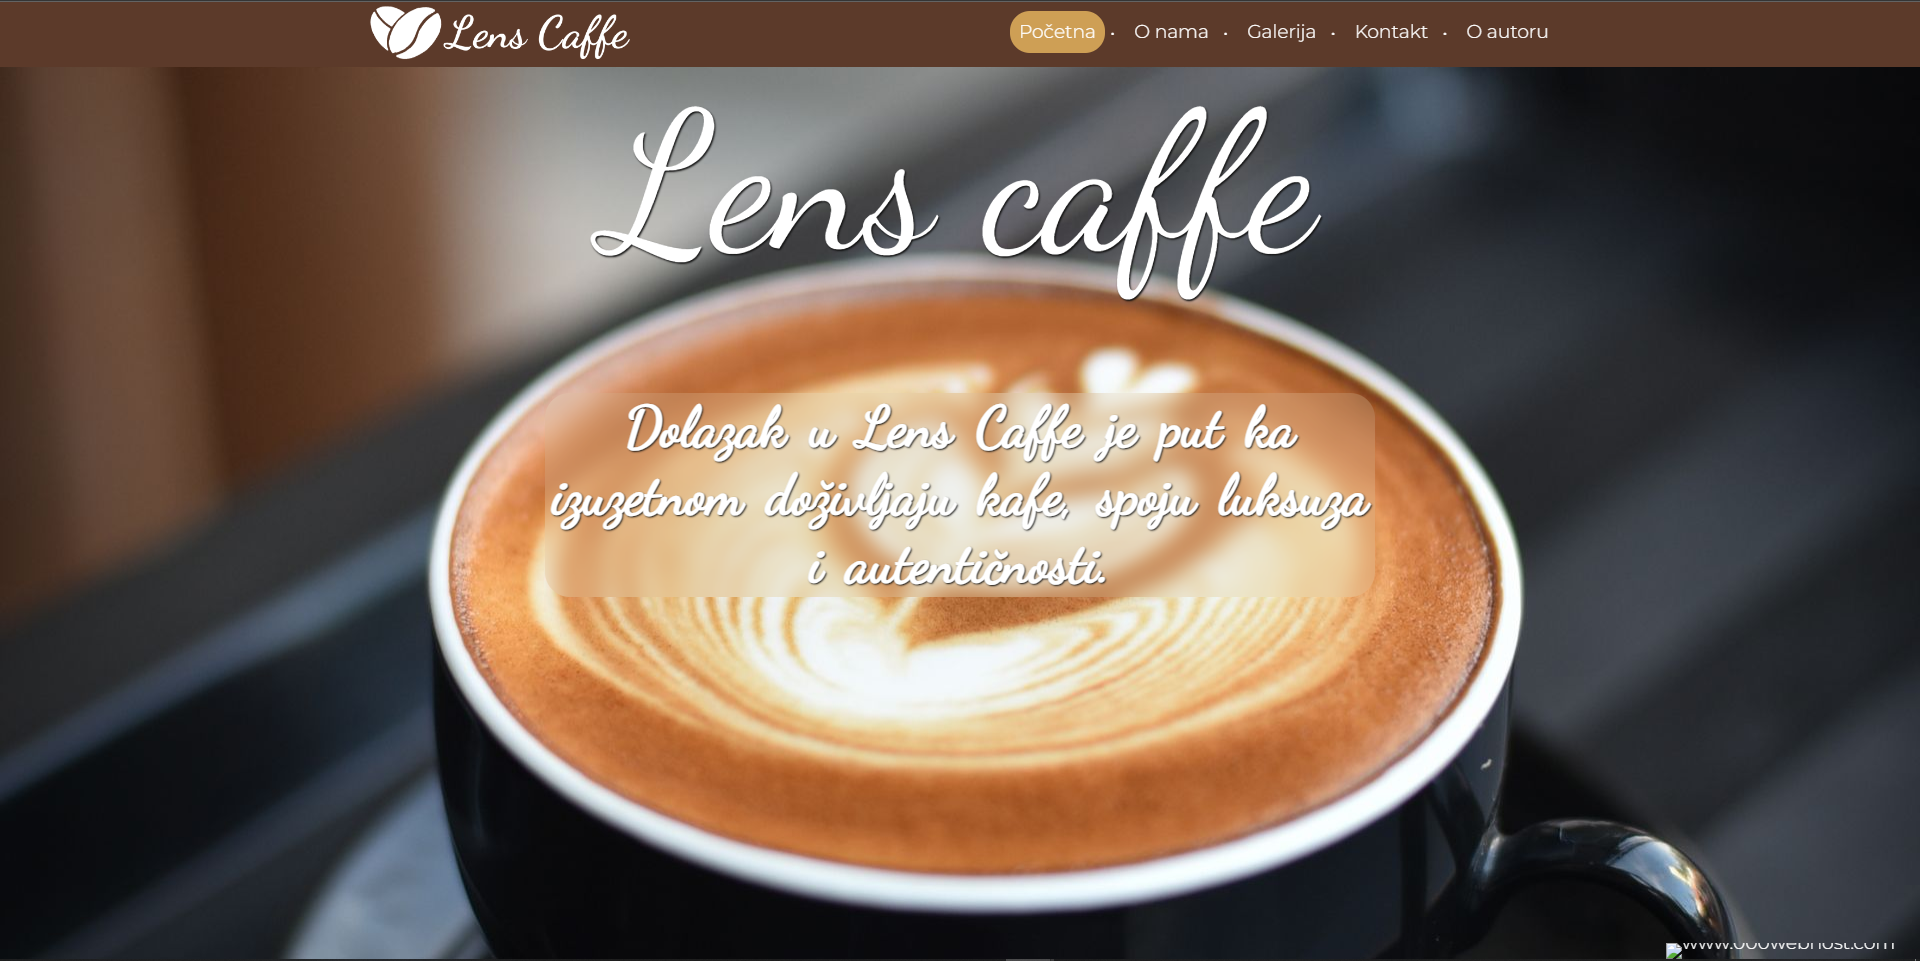 Lens Caffe
Početna • O nama • Galerija • Kontakt • O autoru
Lens caffe
Dolazak u Lens Caffe je put ka
izuzetnom doživljaju kafe, spoju luksuza
i autentičnosti.
www.000webhost.com